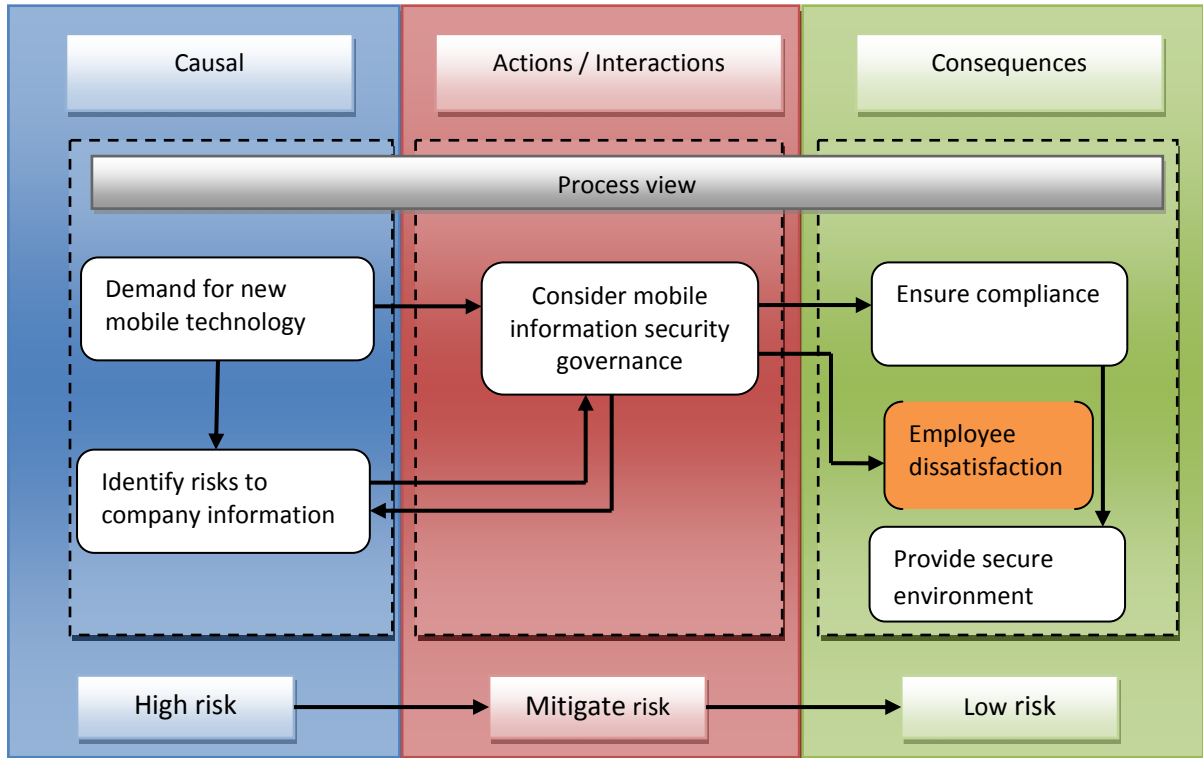 Causal
Actions / Interactions
Consequences
Process view
Demand for new
mobile technology
Consider mobile
information security
governance
Ensure compliance
Identify risks to
company information
Employee
dissatisfaction
Provide secure
environment
High risk
Mitigate risk
Low risk